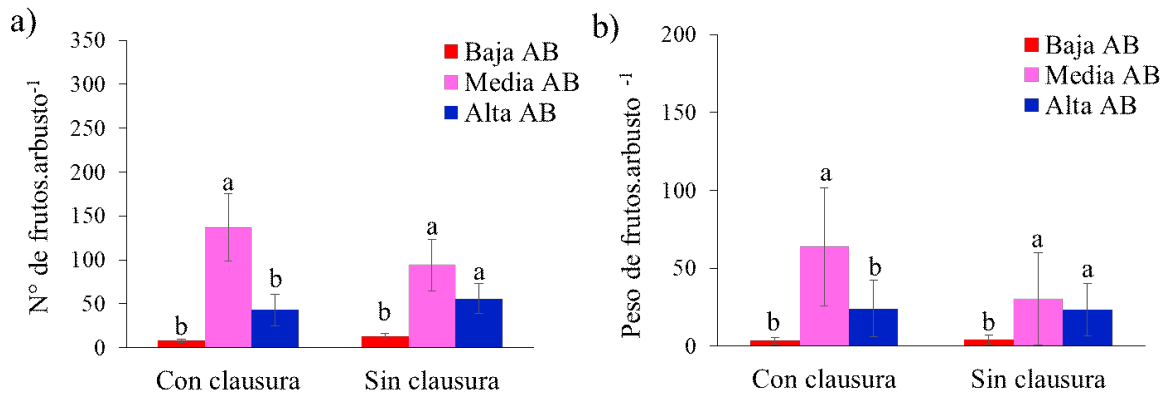 a)
N° de frutos.arbusto-1
350
300
250
200
150
100
50
0
Baja AB
Media AB
Alta AB
b
a
b
b
a
a
Con clausura
Sin clausura
b)
Peso de frutos.arbusto -1
200
150
100
50
0
Baja AB
Media AB
Alta AB
b
a
b
b
a
a
Con clausura
Sin clausura